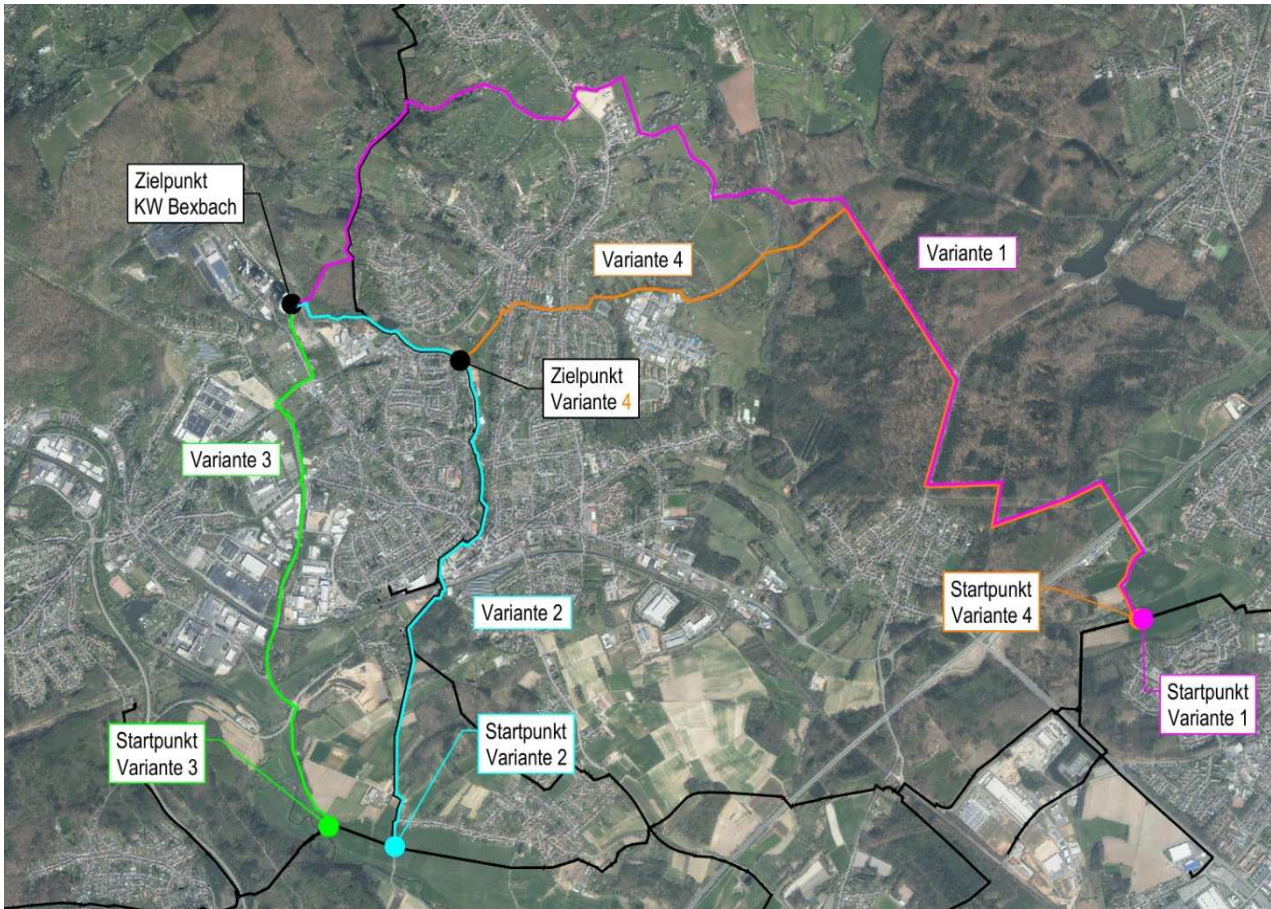 Zielpunkt
KW Bexbach
Variante 4
Variante 1
Zielpunkt
Variante 4
Variante 3
Startpunkt
Variante 4
Variante 2
Startpunkt
Variante 1
Startpunkt
Variante 2
Startpunkt
Variante 3